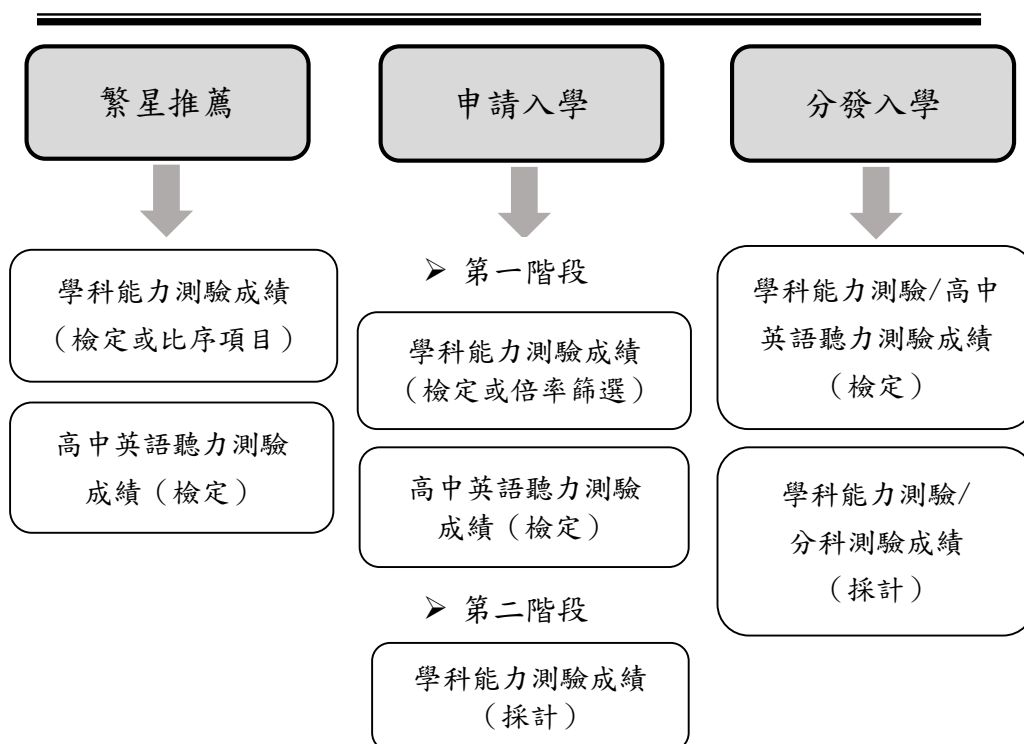 繁星推薦
學科能力測驗成績
（檢定或比序項目）
高中英語聽力測驗
成績（檢定）
申請入學
➢ 第一階段
學科能力測驗成績
（檢定或倍率篩選）
高中英語聽力測驗
成績（檢定）
➢ 第二階段
學科能力測驗成績
（採計）
分發入學
學科能力測驗/高中
英語聽力測驗成績
（檢定）
學科能力測驗/
分科測驗成績
（採計）